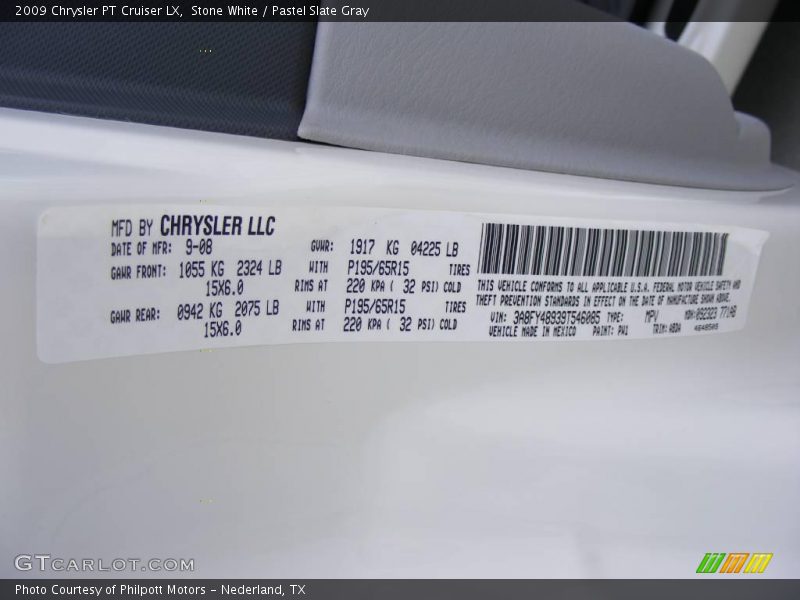 2009 Chrysler PT Cruiser LX, Stone White / Pastel Slate Gray
MFD BY CHRYSLER LLC
DATE OF MFR: 9-08
GVWR: 1917 KG 04225 LB
GAWR FRONT: 1055 KG 2324 LB WITH P195/65R15 TIRES
15X6.0 RIMS AT 220 KPA ( 32 PSI) COLD
GAWR REAR: 0942 KG 2075 LB WITH P195/65R15 TIRES
15X6.0 RIMS AT 220 KPA ( 32 PSI) COLD
THIS VEHICLE CONFORMS TO ALL APPLICABLE U.S.A. FEDERAL MOTOR VEHICLE SAFETY AND
THEFT PREVENTION STANDARDS IN EFFECT ON THE DATE OF MANUFACTURE SHOWN ABOVE.
VIN: 3A8FY48939T546085 TYPE: MPV MDH: 092323 771AB
VEHICLE MADE IN MEXICO PAINT: PW1 TRIM:
GTCARLOT.COM
Photo Courtesy of Philpott Motors - Nederland, TX